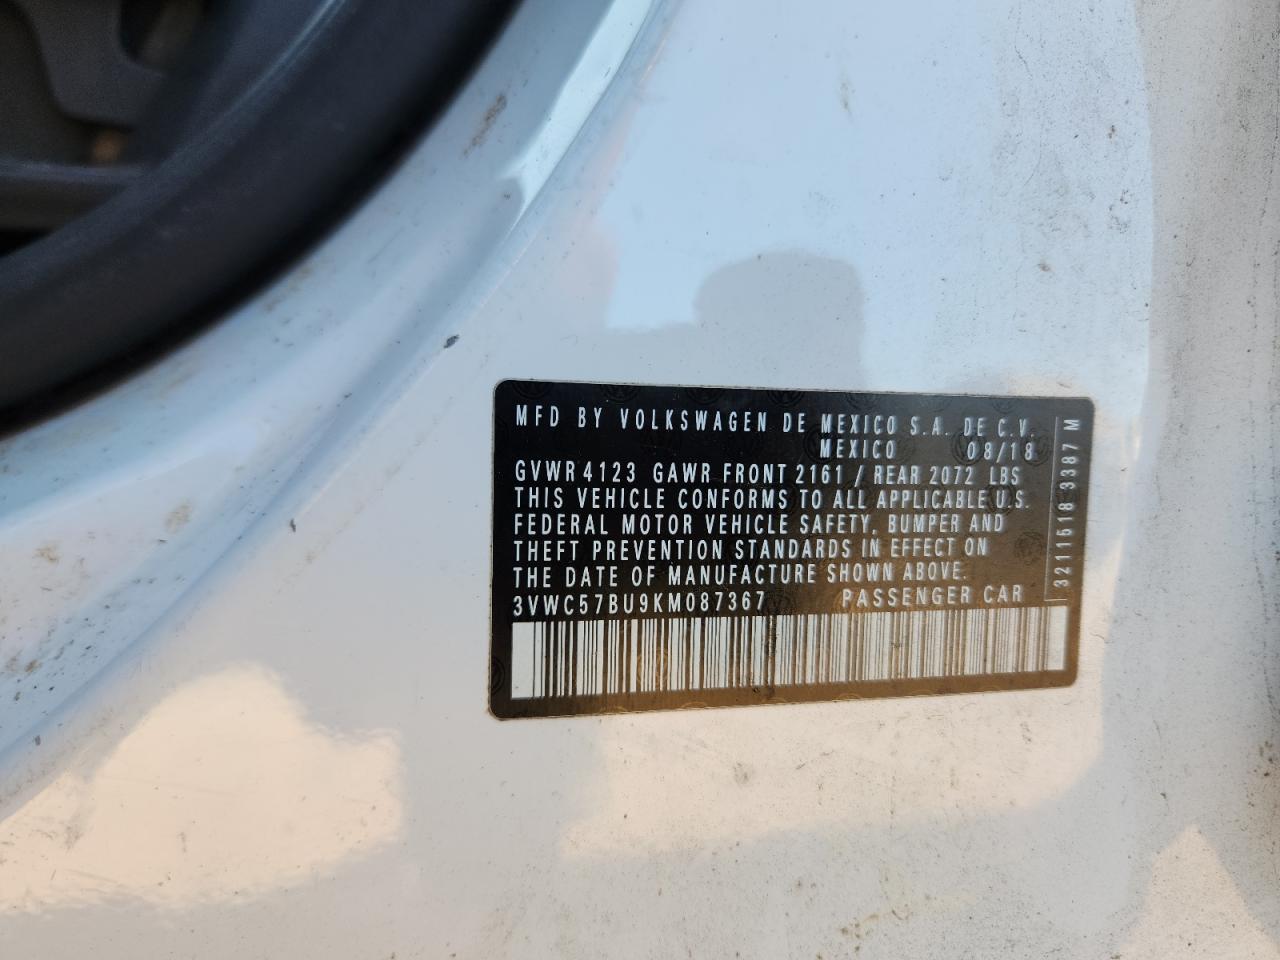 MFD BY VOLKSWAGEN DE MEXICO S.A. DE C.V.
MEXICO 08/18
GVWR 4123 GAWR FRONT 2161 / REAR 2072 LBS
THIS VEHICLE CONFORMS TO ALL APPLICABLE U.S.
FEDERAL MOTOR VEHICLE SAFETY, BUMPER AND
THEFT PREVENTION STANDARDS IN EFFECT ON
THE DATE OF MANUFACTURE SHOWN ABOVE.
3VWC57BU9KM087367 PASSENGER CAR
3211618 3387 M